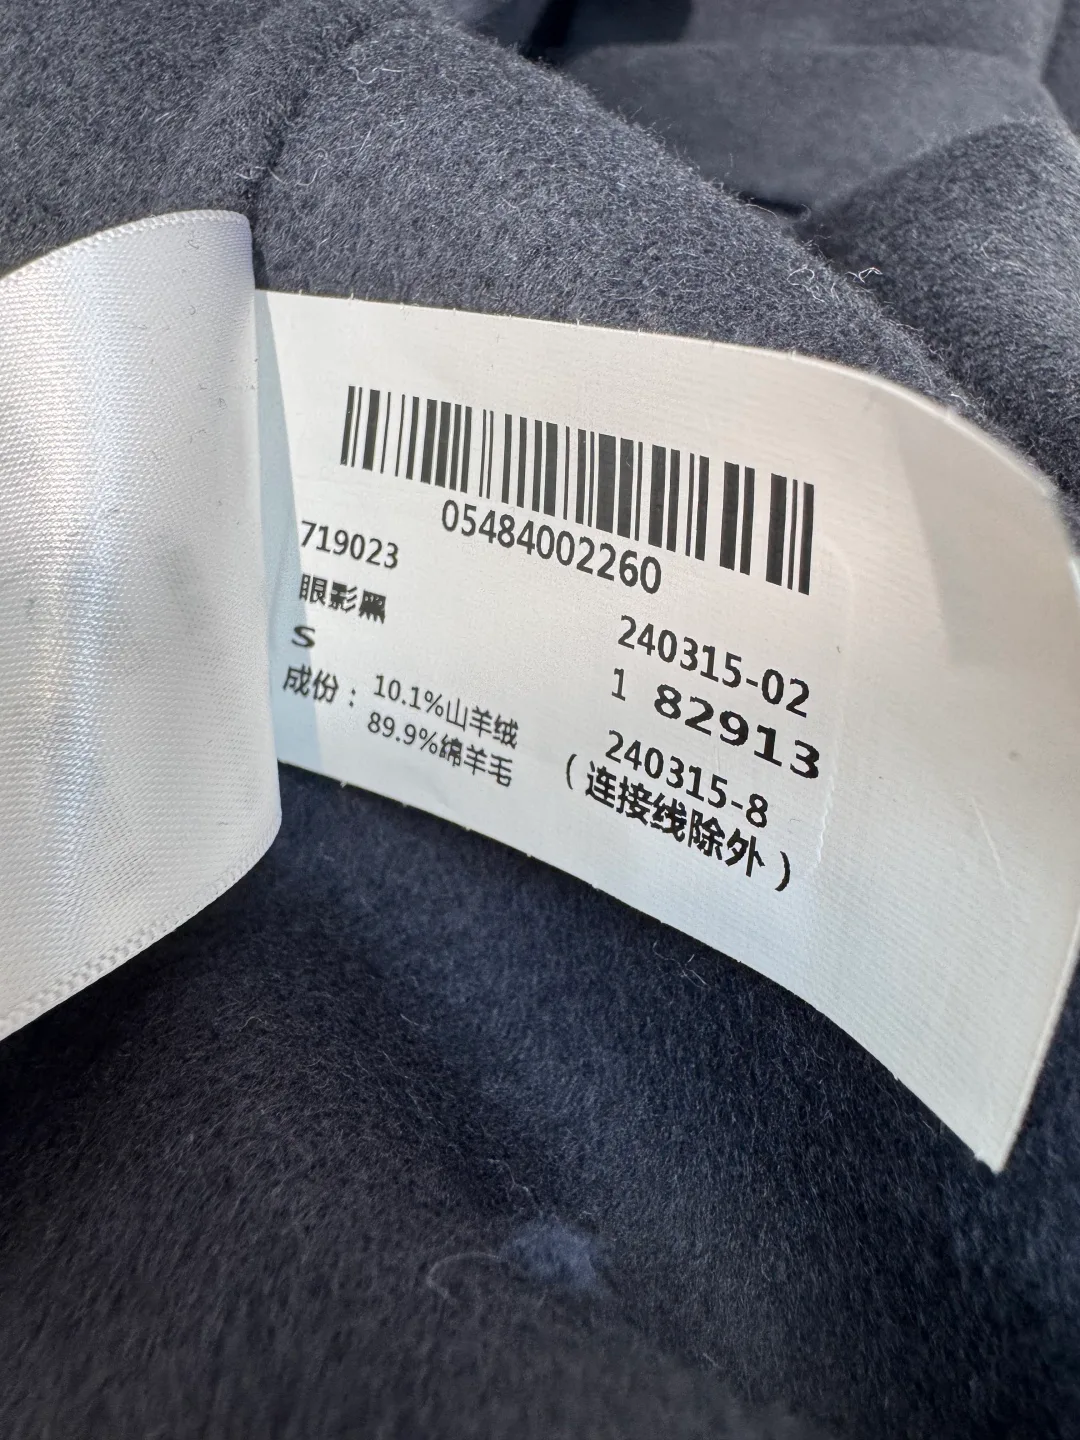 05484002260
719023
眼影黑
S
成份：10.1%山羊绒
89.9%绵羊毛
240315-02
1 82913
240315-8
（连接线除外）